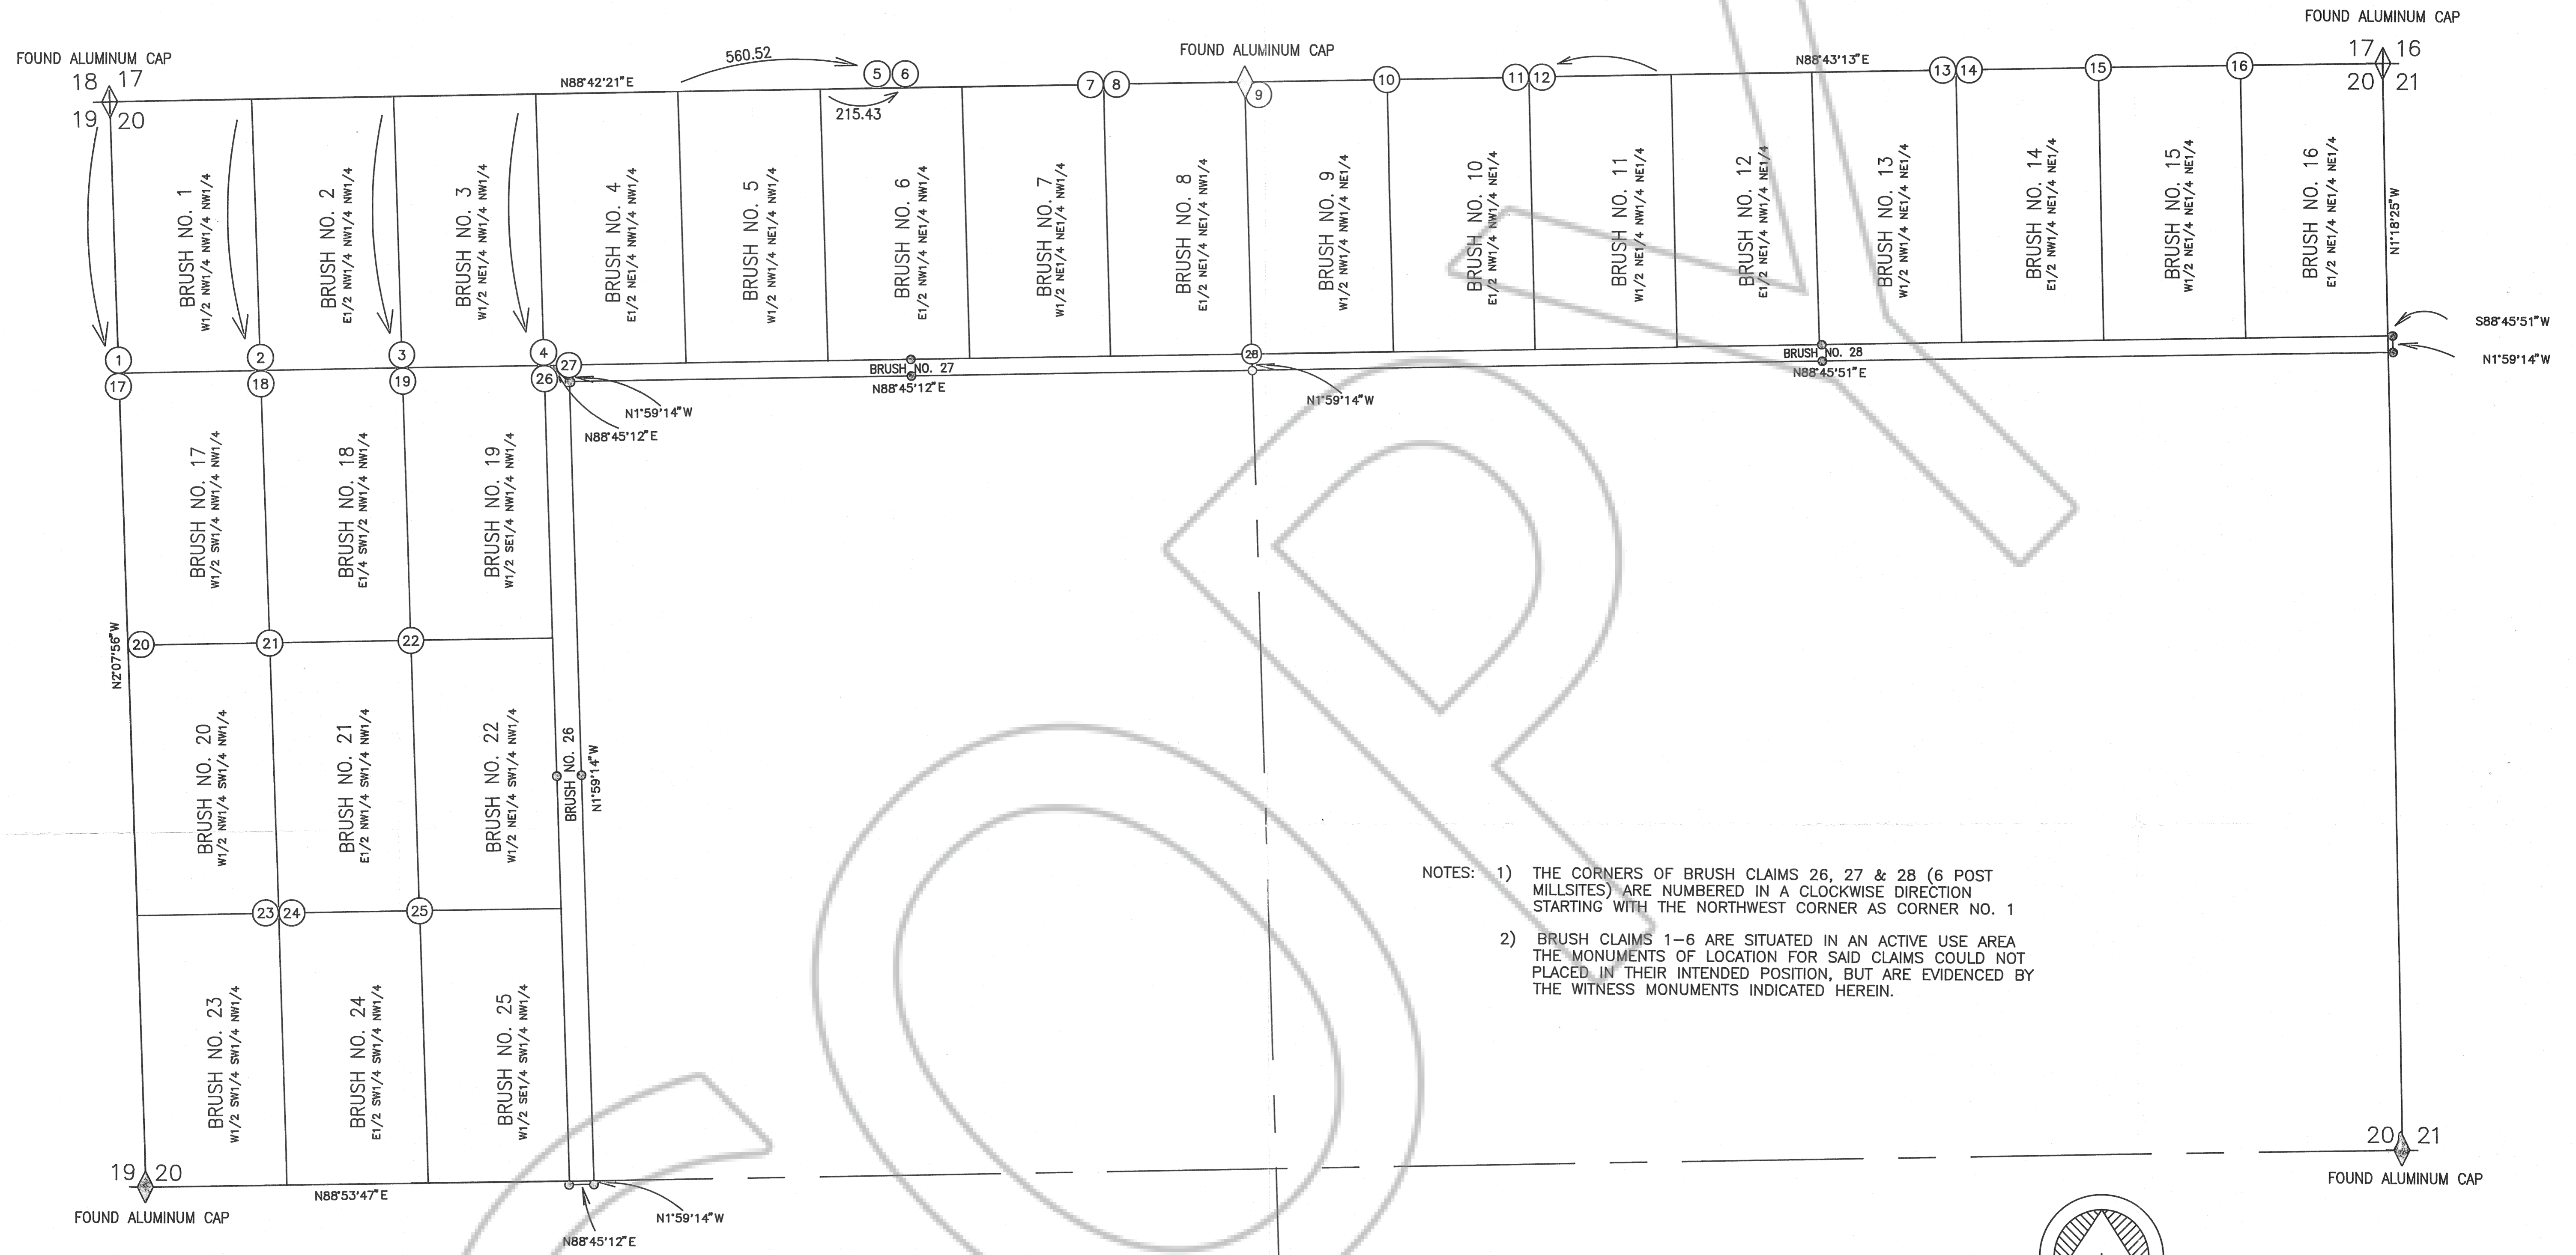 FOUND ALUMINUM CAP
FOUND ALUMINUM CAP
FOUND ALUMINUM CAP
18 17
19 20
N88°42'21"E
560.52
5 6
215.43
7 8
9
10
11 12
N88°43'13"E
13 14
15
16
17 16
20 21
BRUSH NO. 1
W1/2 NW1/4 NW1/4 NW1/4
BRUSH NO. 2
E1/2 NW1/4 NW1/4 NW1/4
BRUSH NO. 3
W1/2 NE1/4 NW1/4 NW1/4
BRUSH NO. 4
E1/2 NE1/4 NW1/4 NW1/4
BRUSH NO. 5
W1/2 NW1/4 NE1/4 NW1/4
BRUSH NO. 6
E1/2 NW1/4 NE1/4 NW1/4
BRUSH NO. 7
W1/2 NE1/4 NE1/4 NW1/4
BRUSH NO. 8
E1/2 NE1/4 NE1/4 NW1/4
BRUSH NO. 9
W1/2 NW1/4 NW1/4 NE1/4
BRUSH NO. 10
E1/2 NW1/4 NW1/4 NE1/4
BRUSH NO. 11
W1/2 NE1/4 NW1/4 NE1/4
BRUSH NO. 12
E1/2 NE1/4 NW1/4 NE1/4
BRUSH NO. 13
W1/2 NW1/4 NE1/4 NE1/4
BRUSH NO. 14
E1/2 NW1/4 NE1/4 NE1/4
BRUSH NO. 15
W1/2 NE1/4 NE1/4 NE1/4
BRUSH NO. 16
E1/2 NE1/4 NE1/4 NE1/4
N1°18'25"W
S88°45'51"W
N1°59'14"W
1
2
3
4
27
28
17
18
19
26
BRUSH NO. 27
N88°45'12"E
BRUSH NO. 28
N88°45'51"E
N1°59'14"W
N88°45'12"E
N1°59'14"W
BRUSH NO. 17
W1/2 SW1/4 NW1/4 NW1/4
BRUSH NO. 18
E1/4 SW1/2 NW1/4 NW1/4
BRUSH NO. 19
W1/2 SE1/4 NW1/4 NW1/4
N2°07'56"W
20
21
22
BRUSH NO. 20
W1/2 NW1/4 SW1/4 NW1/4
BRUSH NO. 21
E1/2 NW1/4 SW1/4 NW1/4
BRUSH NO. 22
W1/2 NE1/4 SW1/4 NW1/4
BRUSH NO. 26
N1°59'14"W
23 24
25
BRUSH NO. 23
W1/2 SW1/4 SW1/4 NW1/4
BRUSH NO. 24
E1/2 SW1/4 SW1/4 NW1/4
BRUSH NO. 25
W1/2 SE1/4 SW1/4 NW1/4
NOTES: 1) THE CORNERS OF BRUSH CLAIMS 26, 27 & 28 (6 POST
MILLSITES) ARE NUMBERED IN A CLOCKWISE DIRECTION
STARTING WITH THE NORTHWEST CORNER AS CORNER NO. 1
2) BRUSH CLAIMS 1-6 ARE SITUATED IN AN ACTIVE USE AREA
THE MONUMENTS OF LOCATION FOR SAID CLAIMS COULD NOT
PLACED IN THEIR INTENDED POSITION, BUT ARE EVIDENCED BY
THE WITNESS MONUMENTS INDICATED HEREIN.
19 20
N88°53'47"E
FOUND ALUMINUM CAP
N1°59'14"W
N88°45'12"E
20 21
FOUND ALUMINUM CAP
COPY